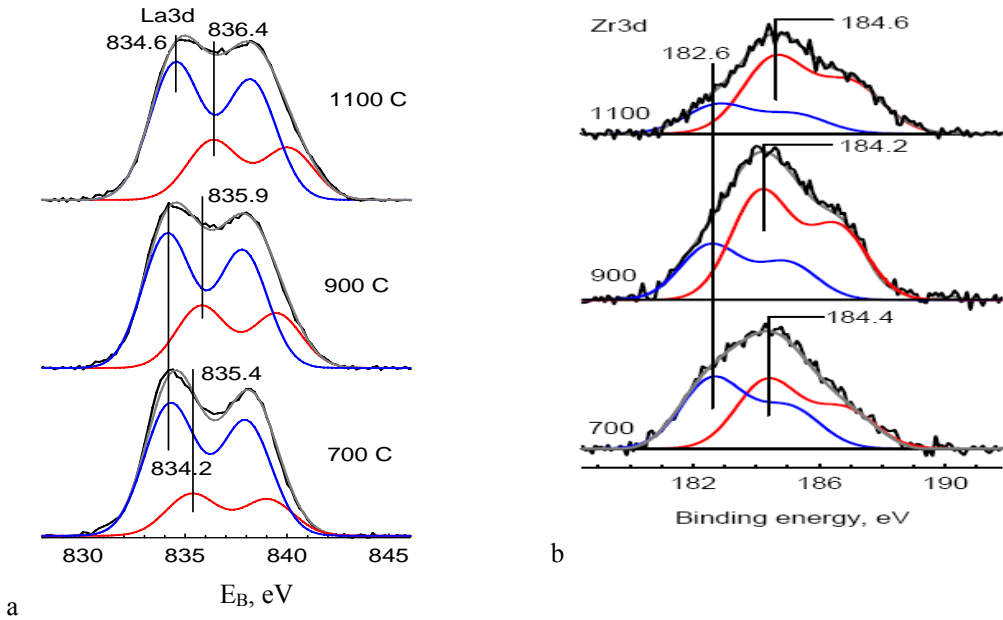 La3d
834.6
836.4
1100 C
835.9
900 C
835.4
700 C
834.2
830
835
840
845
E_B, eV
a
Zr3d
184.6
182.6
1100
184.2
900
184.4
700
182
186
190
Binding energy, eV
b